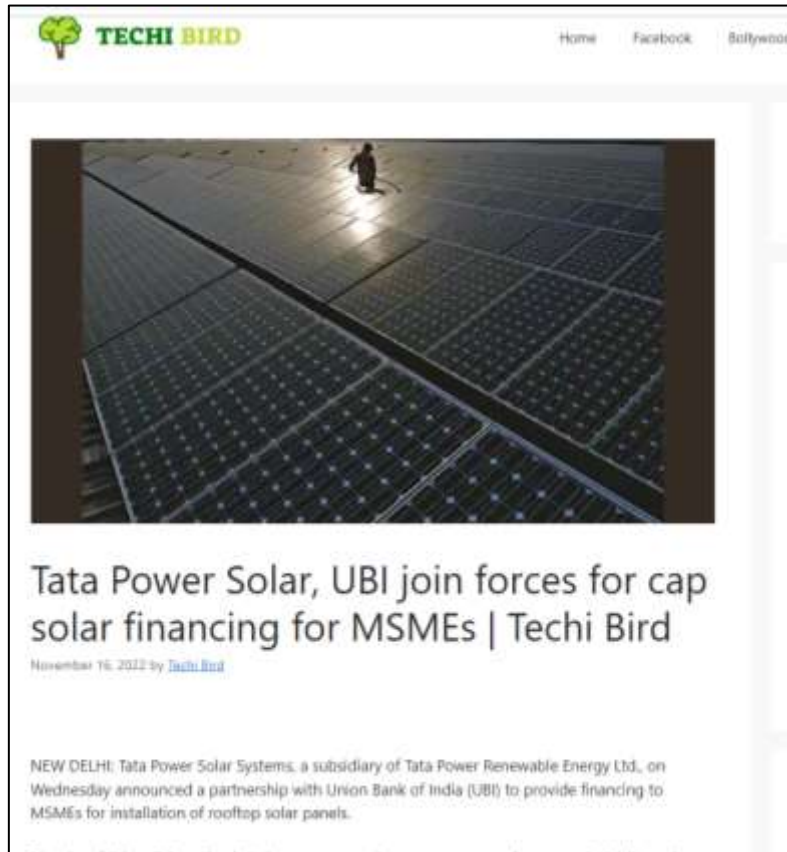 TECHI BIRD
Home Facebook Bollywood
Tata Power Solar, UBI join forces for cap
solar financing for MSMEs | Techi Bird
November 16, 2022 by Techi Bird
NEW DELHI: Tata Power Solar Systems, a subsidiary of Tata Power Renewable Energy Ltd., on
Wednesday announced a partnership with Union Bank of India (UBI) to provide financing to
MSMEs for installation of rooftop solar panels.